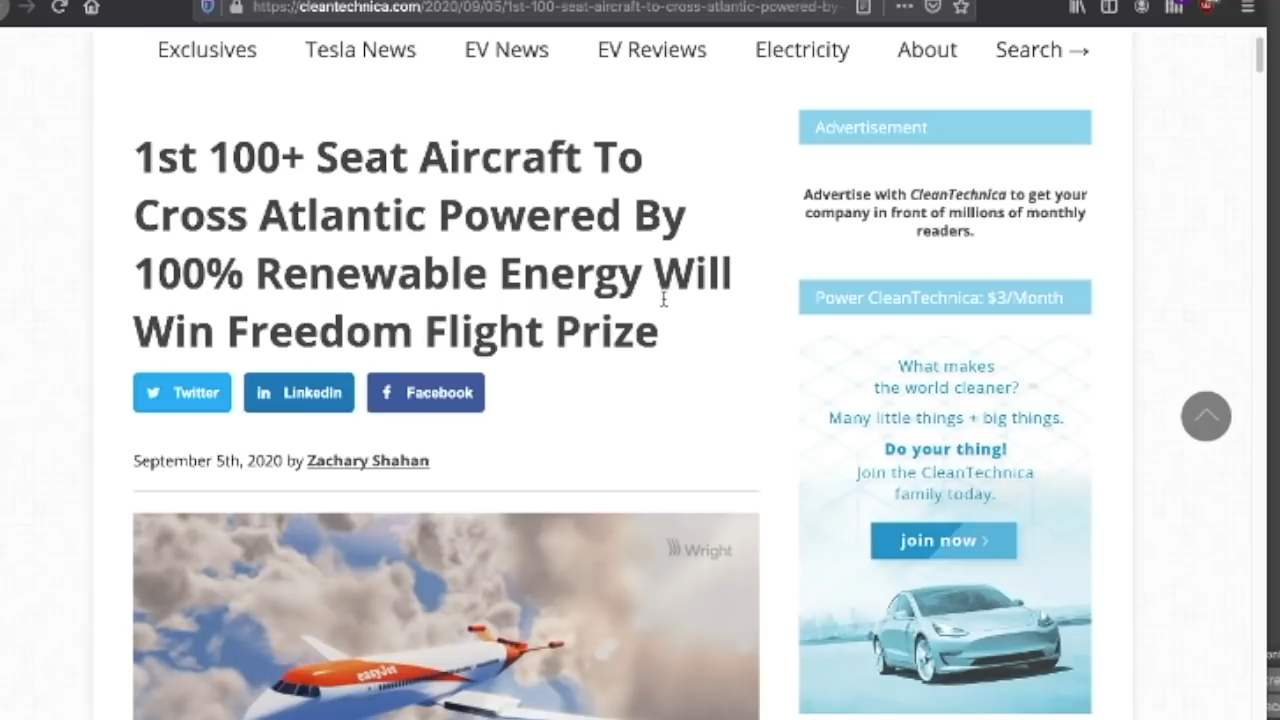 https://cleantechnica.com/2020/09/05/1st-100-seat-aircraft-to-cross-atlantic-powered-by-
Exclusives Tesla News EV News EV Reviews Electricity About Search →
1st 100+ Seat Aircraft To
Cross Atlantic Powered By
100% Renewable Energy Will
Win Freedom Flight Prize
Twitter LinkedIn Facebook
September 5th, 2020 by Zachary Shahan
Wright
easyJet
Advertisement
Advertise with CleanTechnica to get your
company in front of millions of monthly
readers.
Power CleanTechnica: $3/Month
What makes
the world cleaner?
Many little things + big things.
Do your thing!
Join the CleanTechnica
family today.
join now >